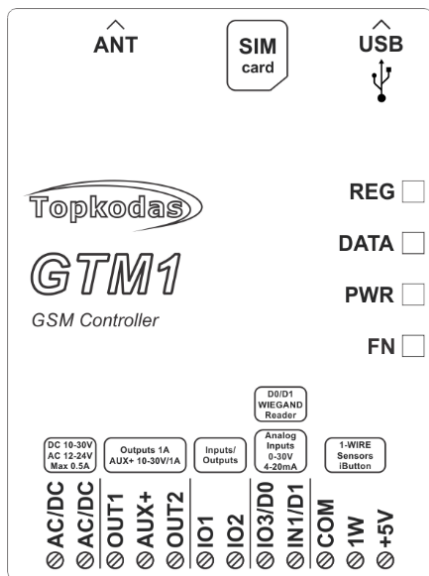 ANT
SIM
card
USB
Topkodas
GTM1
GSM Controller
REG
DATA
PWR
FN
D0/D1
WIEGAND
Reader
DC 10-30V
AC 12-24V
Max 0.5A
Outputs 1A
AUX+ 10-30V/1A
Inputs/
Outputs
Analog
Inputs
0-30V
4-20mA
1-WIRE
Sensors
iButton
AC/DC
AC/DC
OUT1
AUX+
OUT2
IO1
IO2
IO3/D0
IN1/D1
COM
1W
+5V